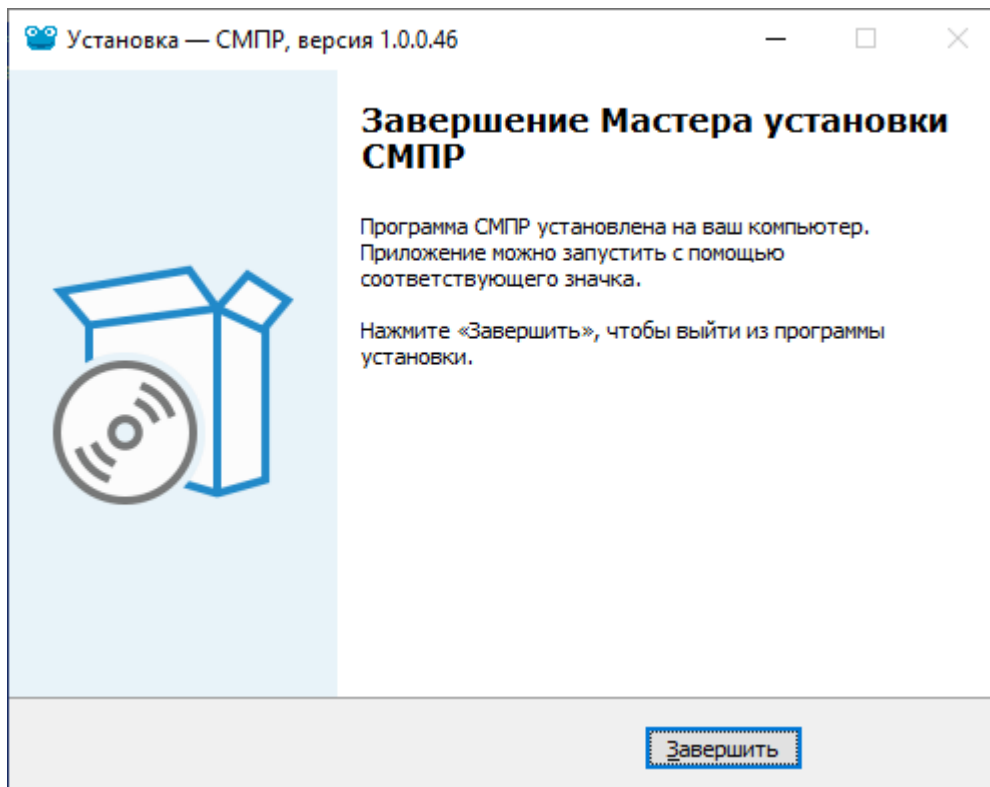 Установка — СМПР, версия 1.0.0.46
Завершение Мастера установки
СМПР
Программа СМПР установлена на ваш компьютер.
Приложение можно запустить с помощью
соответствующего значка.
Нажмите «Завершить», чтобы выйти из программы
установки.
Завершить